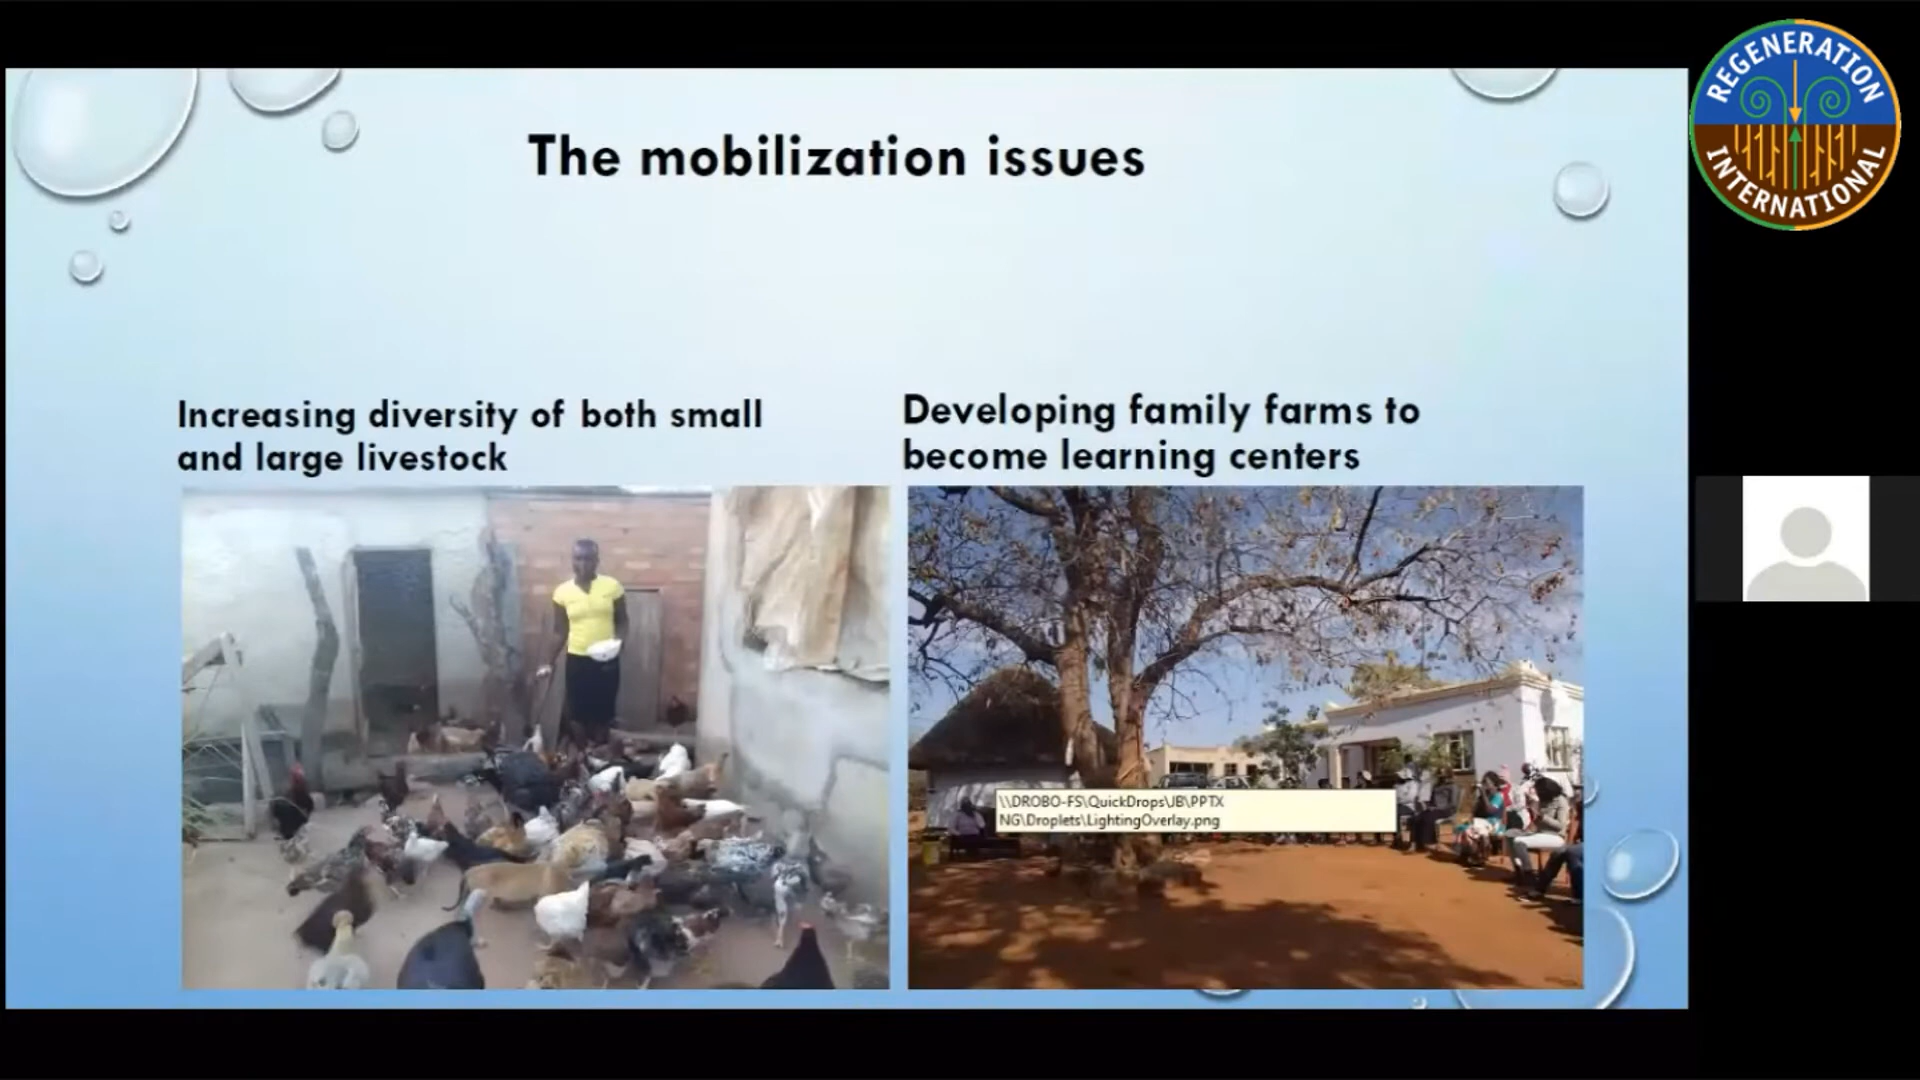 REGENERATION
INTERNATIONAL
The mobilization issues
Increasing diversity of both small
and large livestock
Developing family farms to
become learning centers
\\DROBO-FS\QuickDrops\JB\PPTX
NG\Droplets\LightingOverlay.png